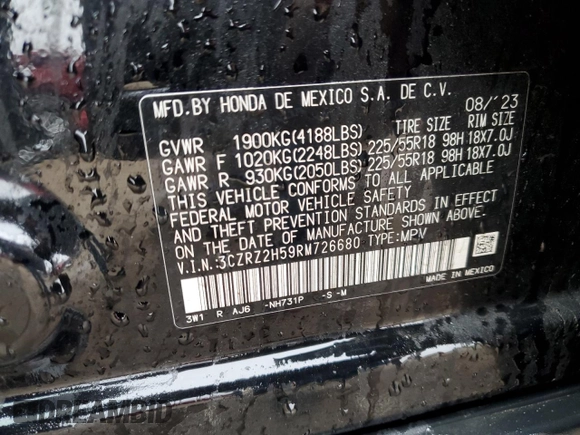 MFD. BY HONDA DE MEXICO S.A. DE C.V.
08/'23
GVWR 1900KG(4188LBS) TIRE SIZE RIM SIZE
GAWR F 1020KG(2248LBS) 225/55R18 98H 18X7.0J
GAWR R 930KG(2050LBS) 225/55R18 98H 18X7.0J
THIS VEHICLE CONFORMS TO ALL APPLICABLE
FEDERAL MOTOR VEHICLE SAFETY
AND THEFT PREVENTION STANDARDS IN EFFECT
ON THE DATE OF MANUFACTURE SHOWN ABOVE.
V.I.N.:3CZRZ2H59RM726680 TYPE:MPV
3W1 R AJ6 -NH731P -S-M
DREAMBID